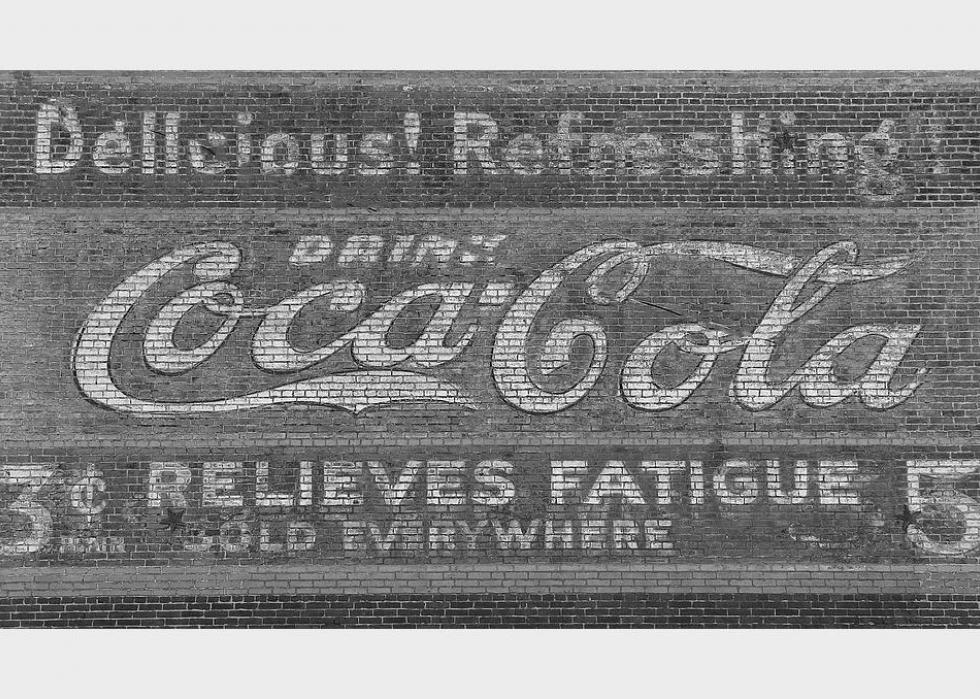 Delicious! Refreshing!
DRINK
Coca-Cola
5¢ RELIEVES FATIGUE 5
SOLD EVERYWHERE